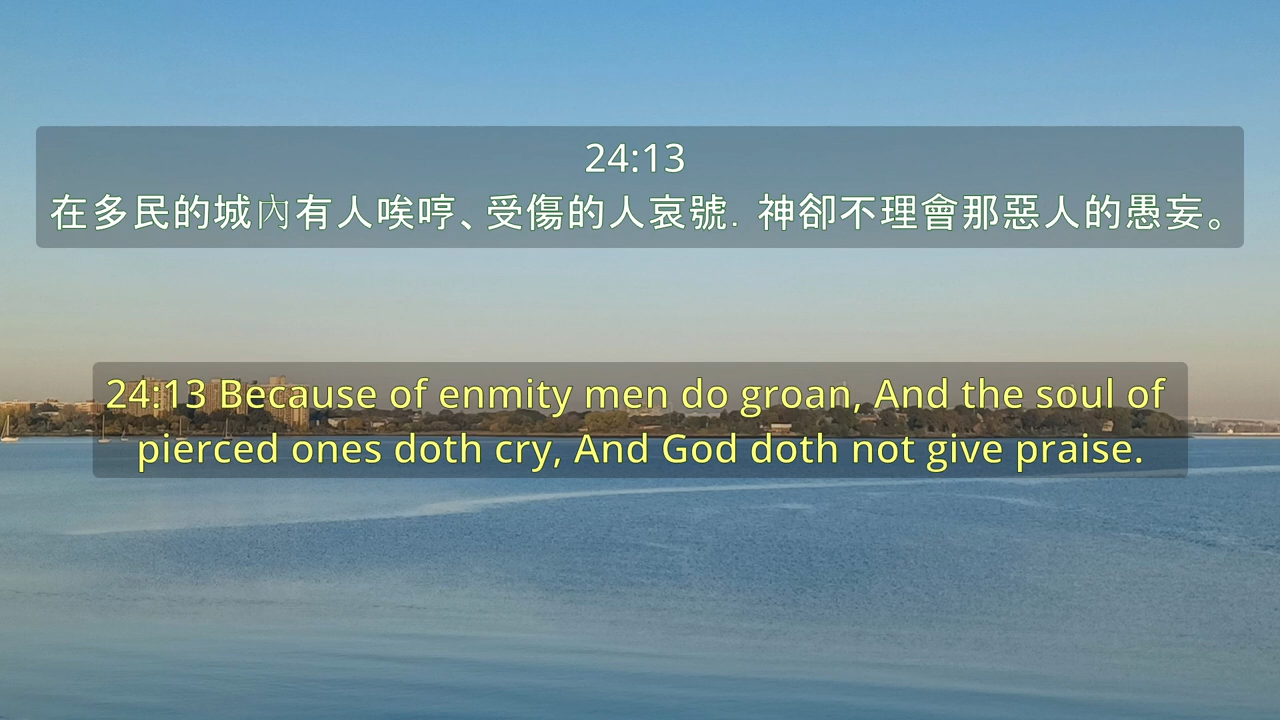 24:13
在多民的城內有人唉哼、受傷的人哀號．神卻不理會那惡人的愚妄。
24:13 Because of enmity men do groan, And the soul of
pierced ones doth cry, And God doth not give praise.